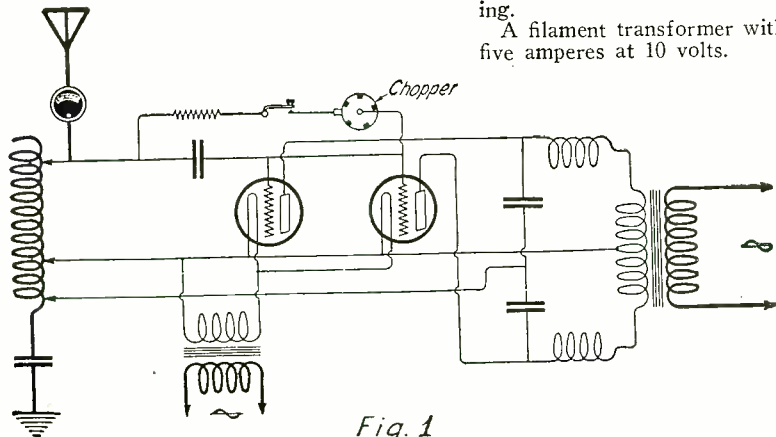 ing.
A filament transformer with
five amperes at 10 volts.
Chopper
Fig. 1